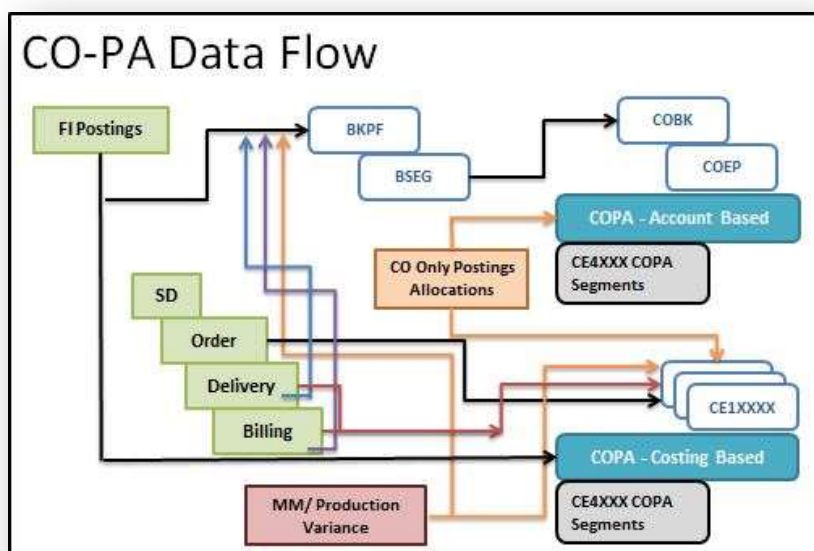 CO-PA Data Flow
FI Postings
BKPF
BSEG
COBK
COEP
COPA - Account Based
CE4XXX COPA
Segments
CO Only Postings
Allocations
SD
Order
Delivery
Billing
CE1XXXX
COPA - Costing Based
CE4XXX COPA
Segments
MM/ Production
Variance